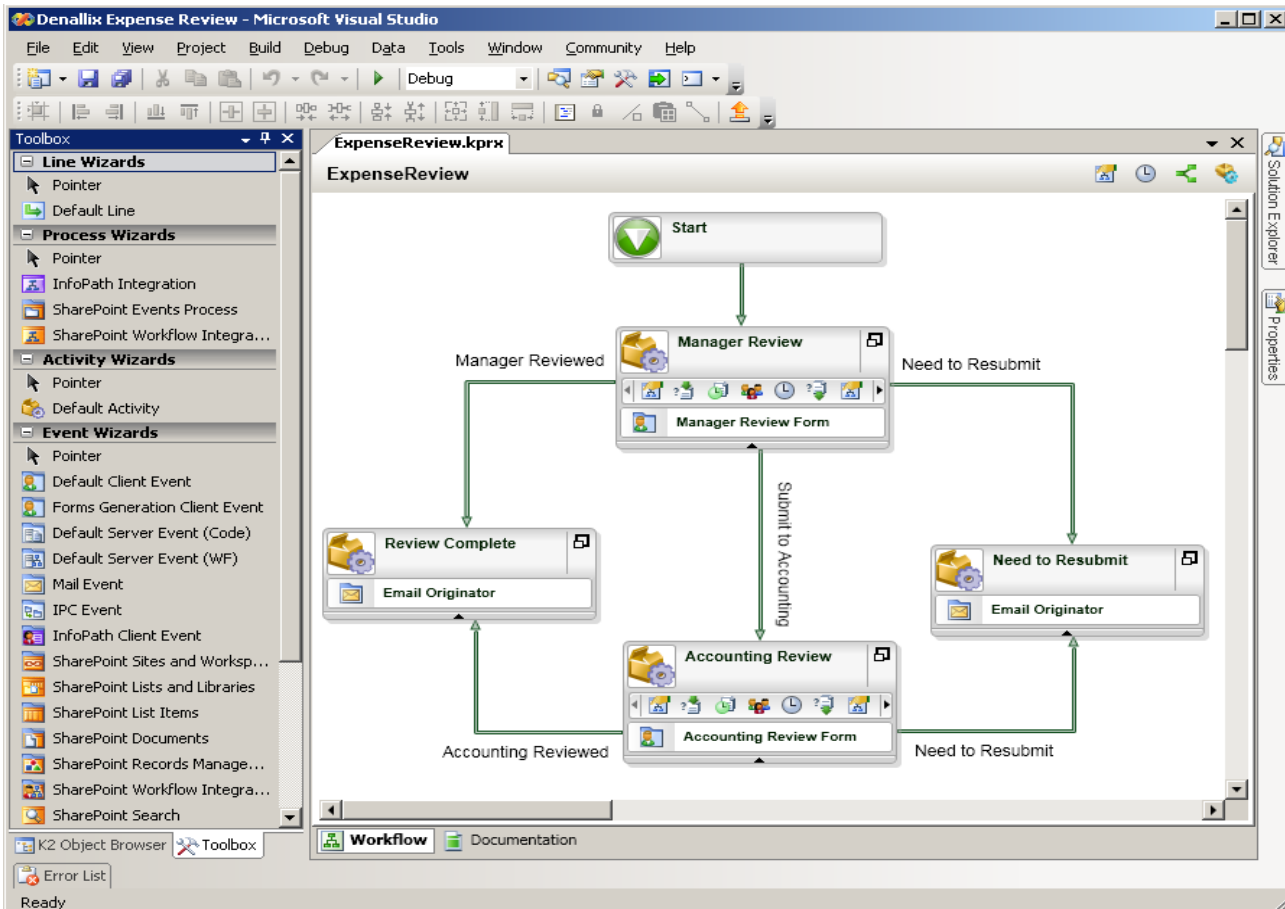 Denallix Expense Review - Microsoft Visual Studio
File Edit View Project Build Debug Data Tools Window Community Help
Debug
Toolbox
Line Wizards
Pointer
Default Line
Process Wizards
Pointer
InfoPath Integration
SharePoint Events Process
SharePoint Workflow Integra...
Activity Wizards
Pointer
Default Activity
Event Wizards
Pointer
Default Client Event
Forms Generation Client Event
Default Server Event (Code)
Default Server Event (WF)
Mail Event
IPC Event
InfoPath Client Event
SharePoint Sites and Worksp...
SharePoint Lists and Libraries
SharePoint List Items
SharePoint Documents
SharePoint Records Manage...
SharePoint Workflow Integra...
SharePoint Search
K2 Object Browser
Toolbox
ExpenseReview.kprx
ExpenseReview
Start
Manager Reviewed
Manager Review
Manager Review Form
Need to Resubmit
Submit to Accounting
Review Complete
Email Originator
Need to Resubmit
Email Originator
Accounting Review
Accounting Review Form
Accounting Reviewed
Need to Resubmit
Workflow
Documentation
Solution Explorer
Properties
Error List
Ready